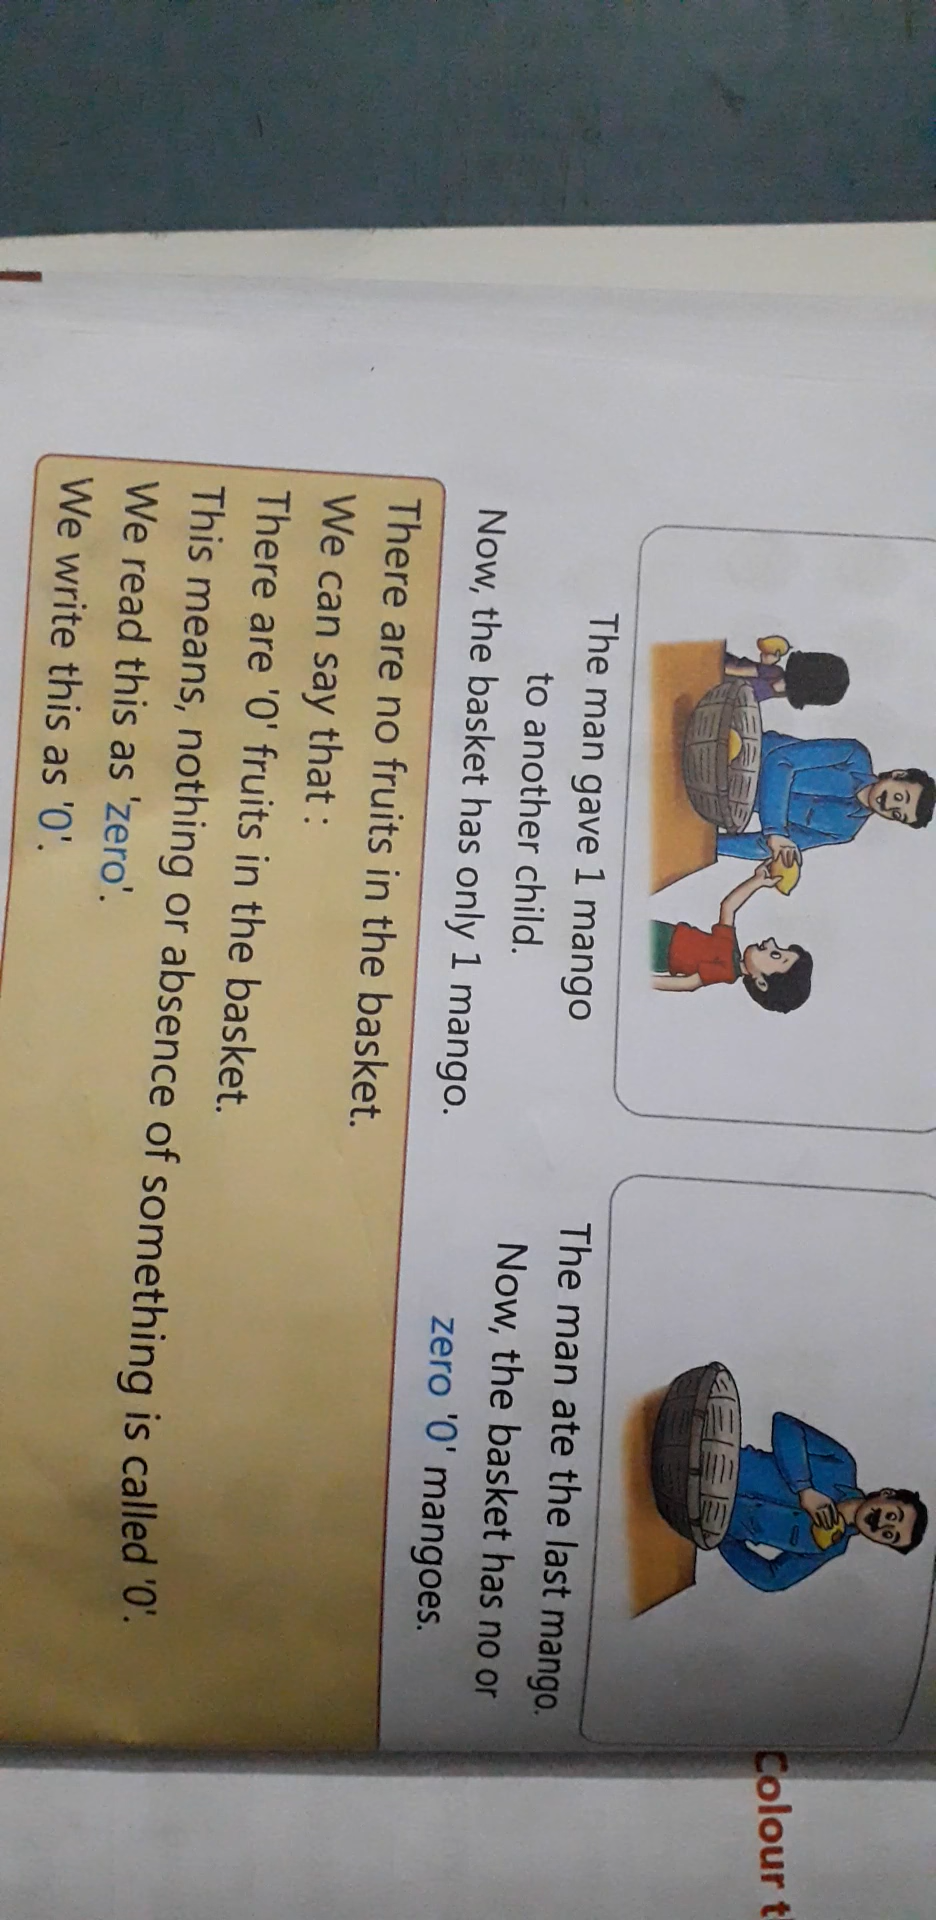 The man gave 1 mango
to another child.
Now, the basket has only 1 mango.
The man ate the last mango.
Now, the basket has no or
zero '0' mangoes.
There are no fruits in the basket.
We can say that :
There are '0' fruits in the basket.
This means, nothing or absence of something is called '0'.
We read this as 'zero'.
We write this as '0'.
Colour